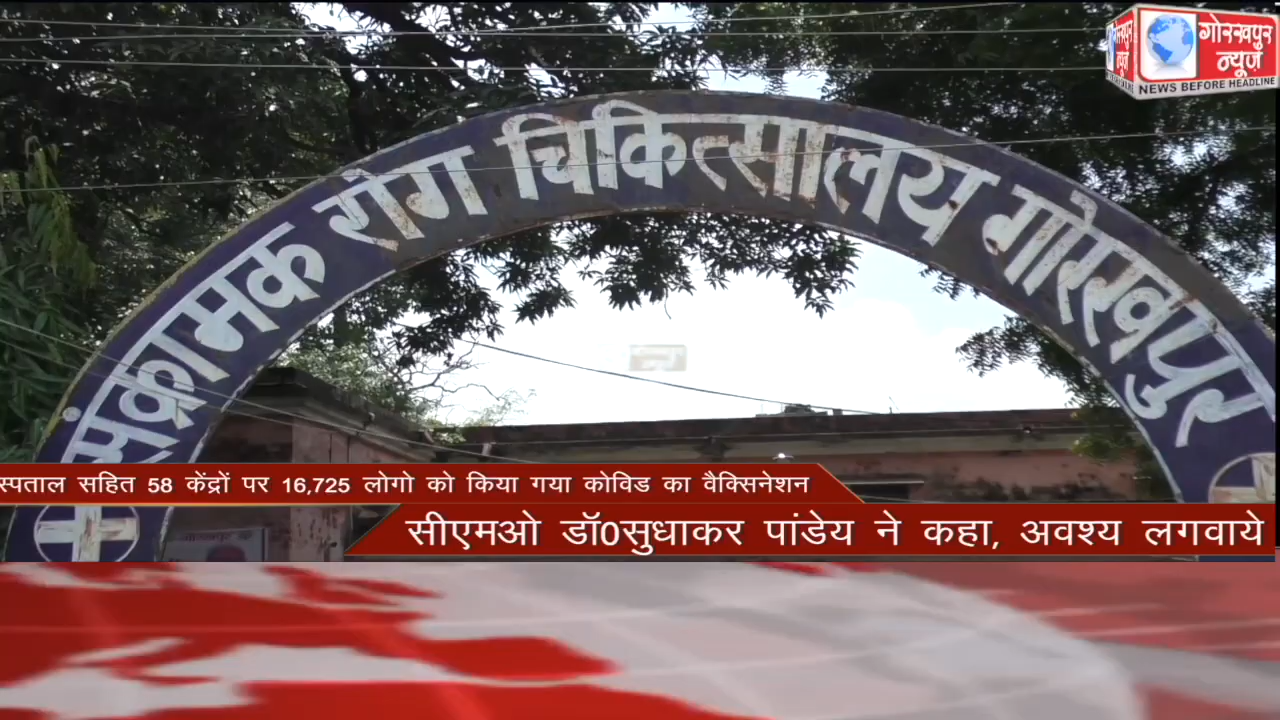 गोरखपुर
न्यूज़
NEWS BEFORE HEADLINE
संक्रामक रोग चिकित्सालय गोरखपुर
स्पताल सहित 58 केंद्रों पर 16,725 लोगो को किया गया कोविड का वैक्सिनेशन
सीएमओ डॉ0सुधाकर पांडेय ने कहा, अवश्य लगवाये